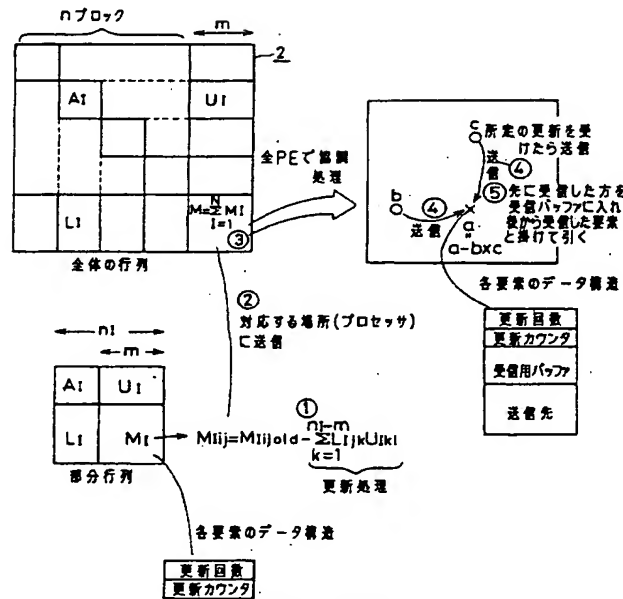 nブロック
m
2
AI
UI
LI
M=ΣMI
N
I=1
③
全体の行列
全PEで協調
処理
c
所定の更新を受
けたら送信
送信
④
b
④
送信
a
a-b×c
⑤先に受信した方を
受信バッファに入れ
後から受信した要素
と掛けて引く
各要素のデータ構造
更新回数
更新カウンタ
受信用バッファ
送信先
②
対応する場所(プロセッサ)
に送信
nI
m
AI
UI
LI
MI
部分行列
①
nI-m
MIij=MIijold-ΣLIjkUIki
k=1
更新処理
各要素のデータ構造
更新回数
更新カウンタ